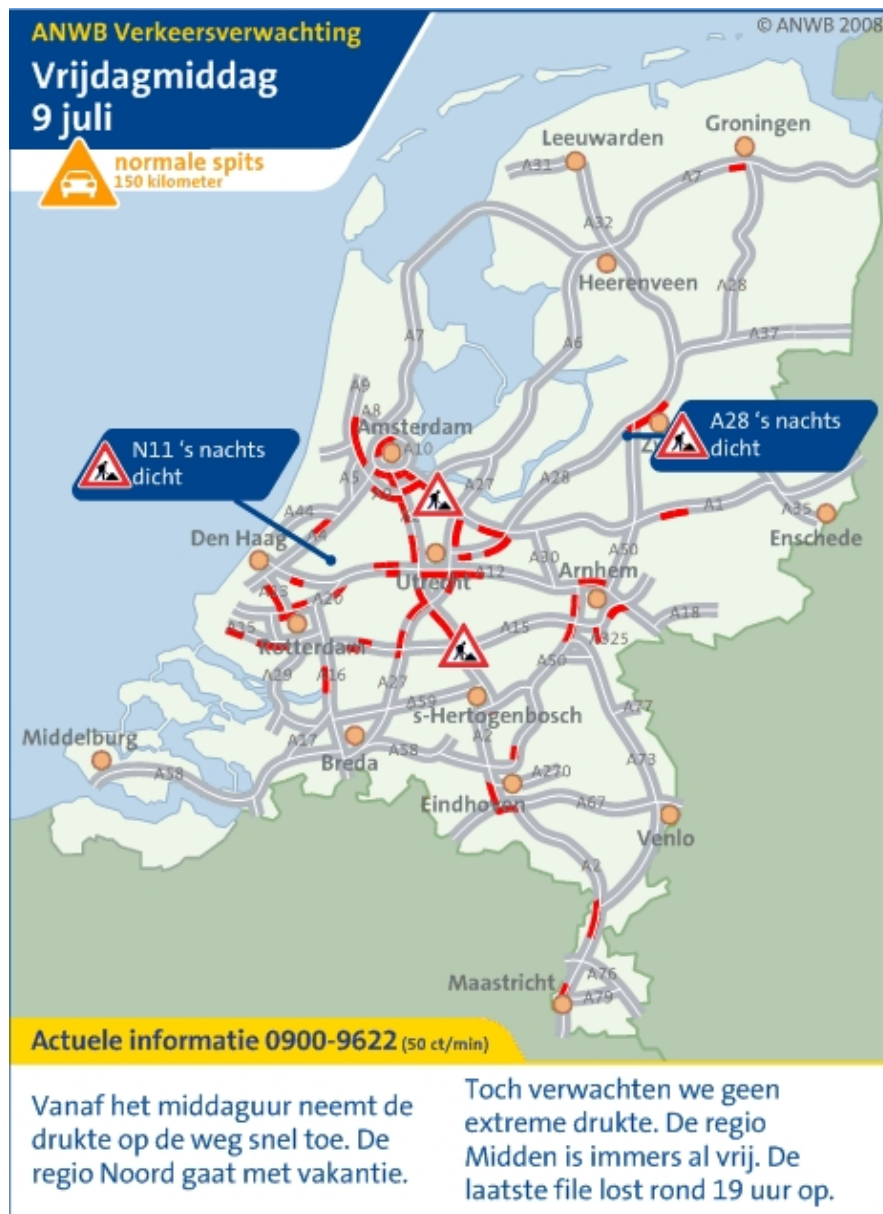 ANWB Verkeersverwachting
© ANWB 2008
Vrijdagmiddag
9 juli
normale spits
150 kilometer
Leeuwarden
Groningen
A31
A7
A32
Heerenveen
A28
A7
A6
A37
A9
A8
Amsterdam
A10
N11 ‘s nachts
dicht
A28 ‘s nachts
dicht
A5
A9
A27
A28
A1
A35
Enschede
A44
A4
Den Haag
Utrecht
A12
A30
A50
Arnhem
A13
A20
A15
Rotterdam
A15
A325
A18
A29
A16
A27
A59
A50
s-Hertogenbosch
A77
Middelburg
A58
A17
Breda
A58
A2
A73
A270
Eindhoven
A67
Venlo
A2
Maastricht
A76
A79
Actuele informatie 0900-9622 (50 ct/min)
Vanaf het middaguur neemt de
drukte op de weg snel toe. De
regio Noord gaat met vakantie.
Toch verwachten we geen
extreme drukte. De regio
Midden is immers al vrij. De
laatste file lost rond 19 uur op.